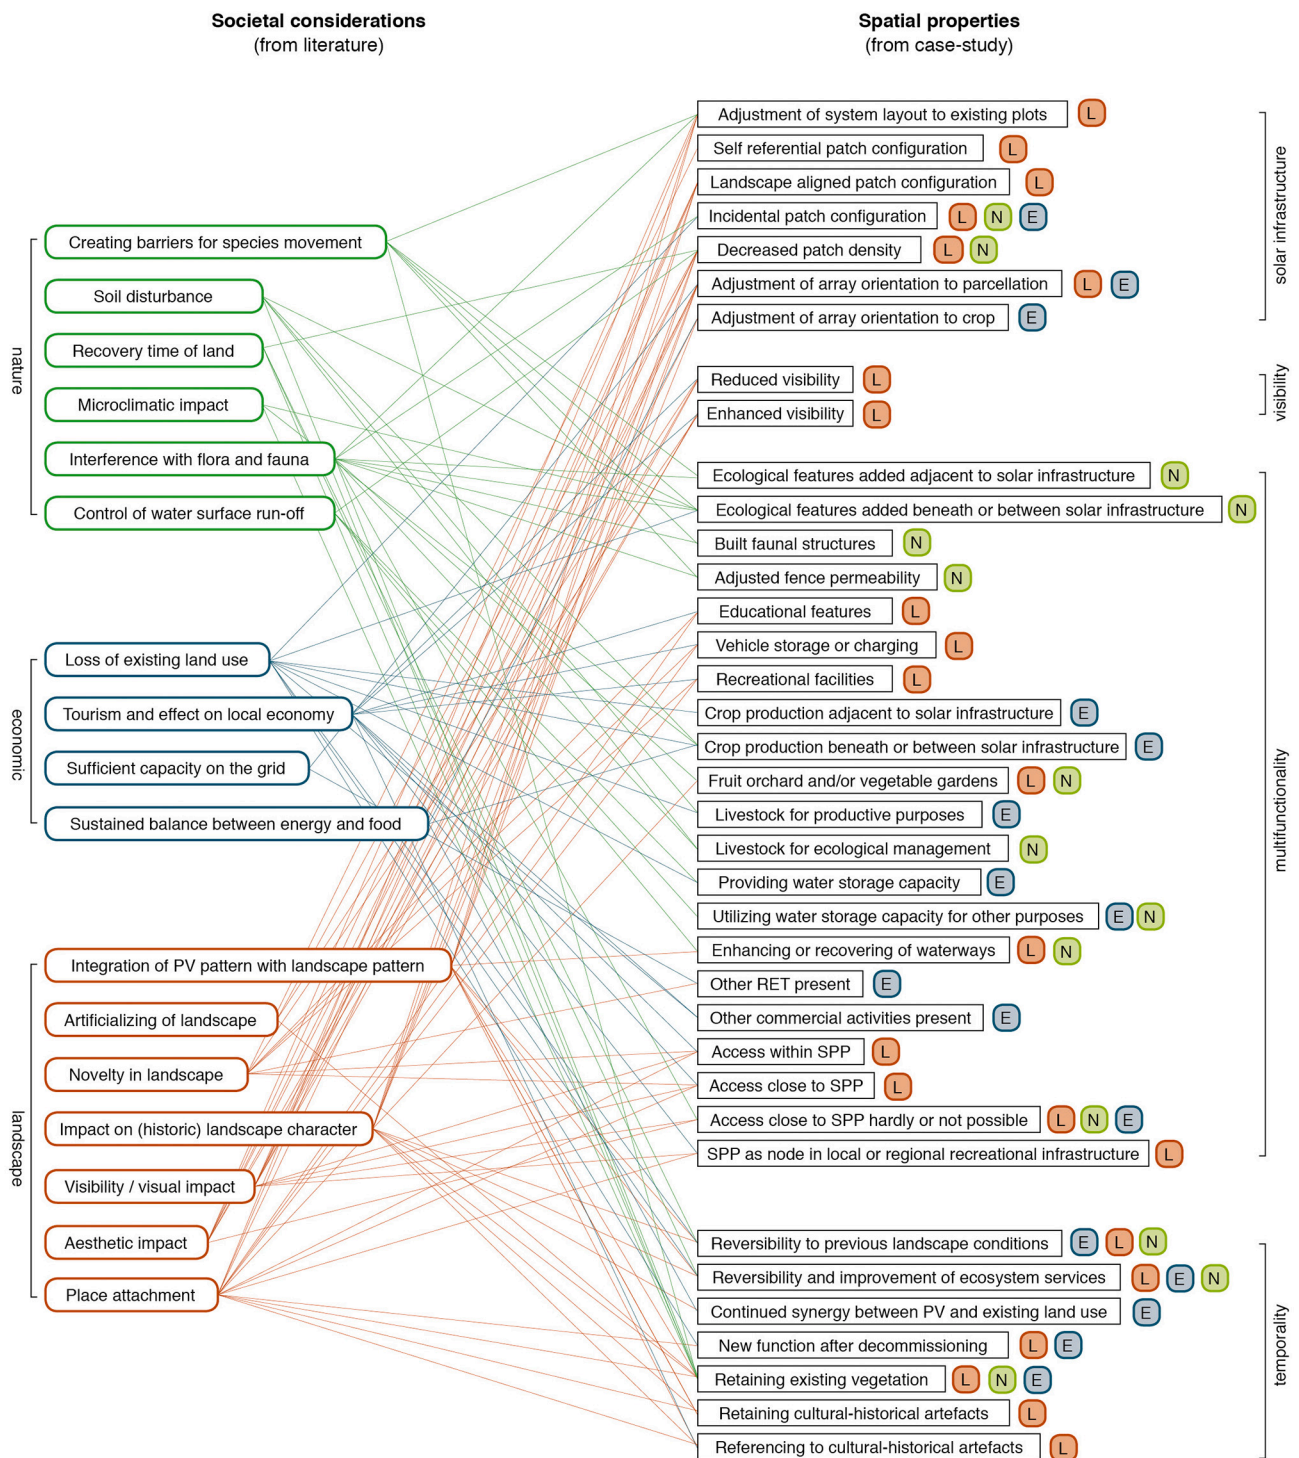 Societal considerations
(from literature)
nature
Creating barriers for species movement
Soil disturbance
Recovery time of land
Microclimatic impact
Interference with flora and fauna
Control of water surface run-off
economic
Loss of existing land use
Tourism and effect on local economy
Sufficient capacity on the grid
Sustained balance between energy and food
landscape
Integration of PV pattern with landscape pattern
Artificializing of landscape
Novelty in landscape
Impact on (historic) landscape character
Visibility / visual impact
Aesthetic impact
Place attachment
Spatial properties
(from case-study)
Adjustment of system layout to existing plots L
Self referential patch configuration L
Landscape aligned patch configuration L
Incidental patch configuration L N E
Decreased patch density L N
Adjustment of array orientation to parcellation L E
Adjustment of array orientation to crop E
solar infrastructure
Reduced visibility L
Enhanced visibility L
visibility
Ecological features added adjacent to solar infrastructure N
Ecological features added beneath or between solar infrastructure N
Built faunal structures N
Adjusted fence permeability N
Educational features L
Vehicle storage or charging L
Recreational facilities L
Crop production adjacent to solar infrastructure E
Crop production beneath or between solar infrastructure E
Fruit orchard and/or vegetable gardens L N
Livestock for productive purposes E
Livestock for ecological management N
Providing water storage capacity E
Utilizing water storage capacity for other purposes E N
Enhancing or recovering of waterways L N
Other RET present E
Other commercial activities present E
Access within SPP L
Access close to SPP L
Access close to SPP hardly or not possible L N E
SPP as node in local or regional recreational infrastructure L
multifunctionality
Reversibility to previous landscape conditions E L N
Reversibility and improvement of ecosystem services L E N
Continued synergy between PV and existing land use E
New function after decommissioning L E
Retaining existing vegetation L N E
Retaining cultural-historical artefacts L
Referencing to cultural-historical artefacts L
temporality